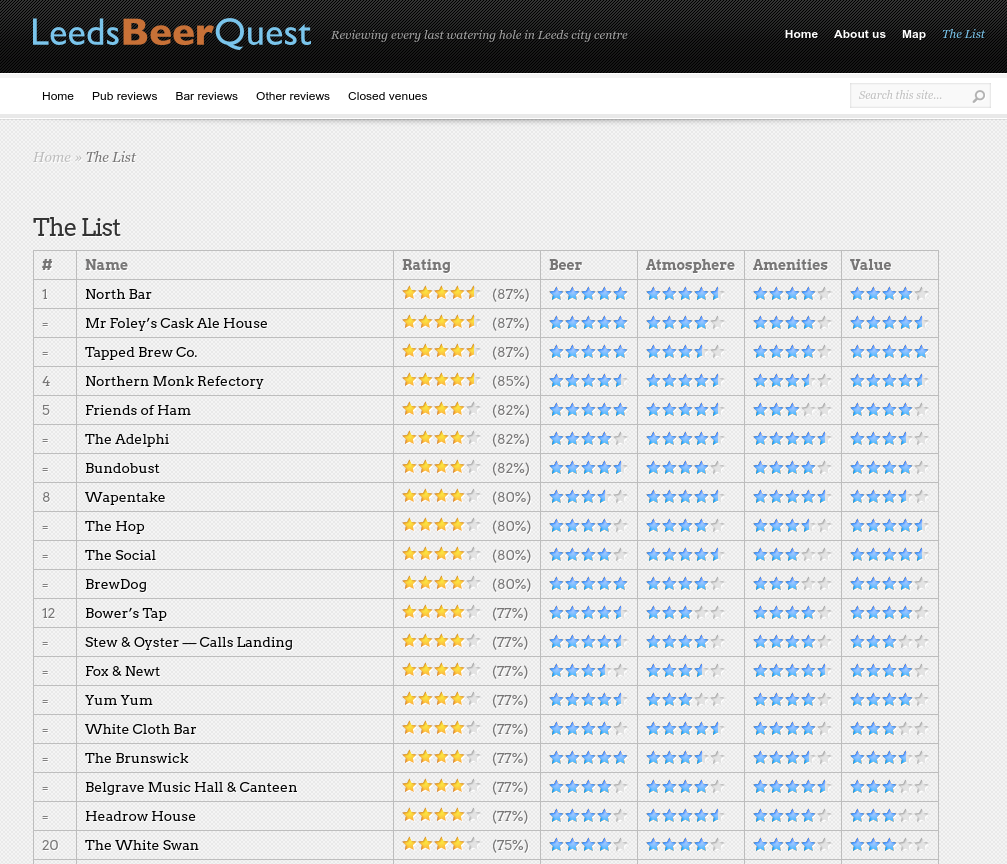 LeedsBeerQuest Reviewing every last watering hole in Leeds city centre Home About us Map The List
Home Pub reviews Bar reviews Other reviews Closed venues Search this site...
Home » The List
The List
# Name Rating Beer Atmosphere Amenities Value
1 North Bar (87%)
= Mr Foley’s Cask Ale House (87%)
= Tapped Brew Co. (87%)
4 Northern Monk Refectory (85%)
5 Friends of Ham (82%)
= The Adelphi (82%)
= Bundobust (82%)
8 Wapentake (80%)
= The Hop (80%)
= The Social (80%)
= BrewDog (80%)
12 Bower’s Tap (77%)
= Stew & Oyster — Calls Landing (77%)
= Fox & Newt (77%)
= Yum Yum (77%)
= White Cloth Bar (77%)
= The Brunswick (77%)
= Belgrave Music Hall & Canteen (77%)
= Headrow House (77%)
20 The White Swan (75%)